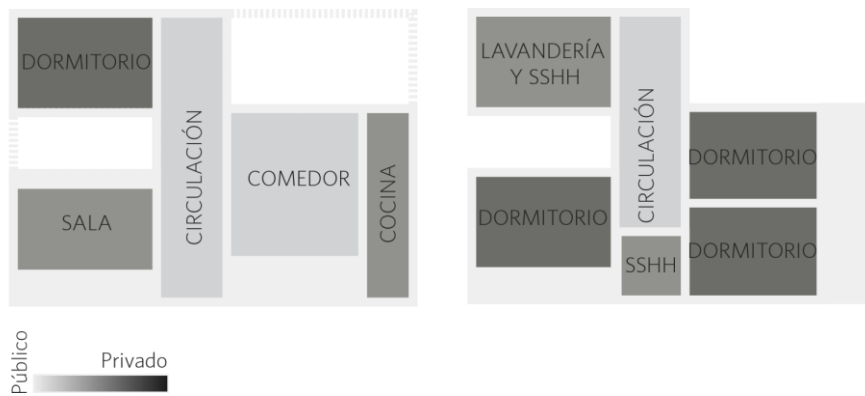 DORMITORIO
CIRCULACIÓN
COMEDOR
COCINA
SALA
LAVANDERÍA
Y SSHH
CIRCULACIÓN
DORMITORIO
DORMITORIO
SSHH
DORMITORIO
Público
Privado